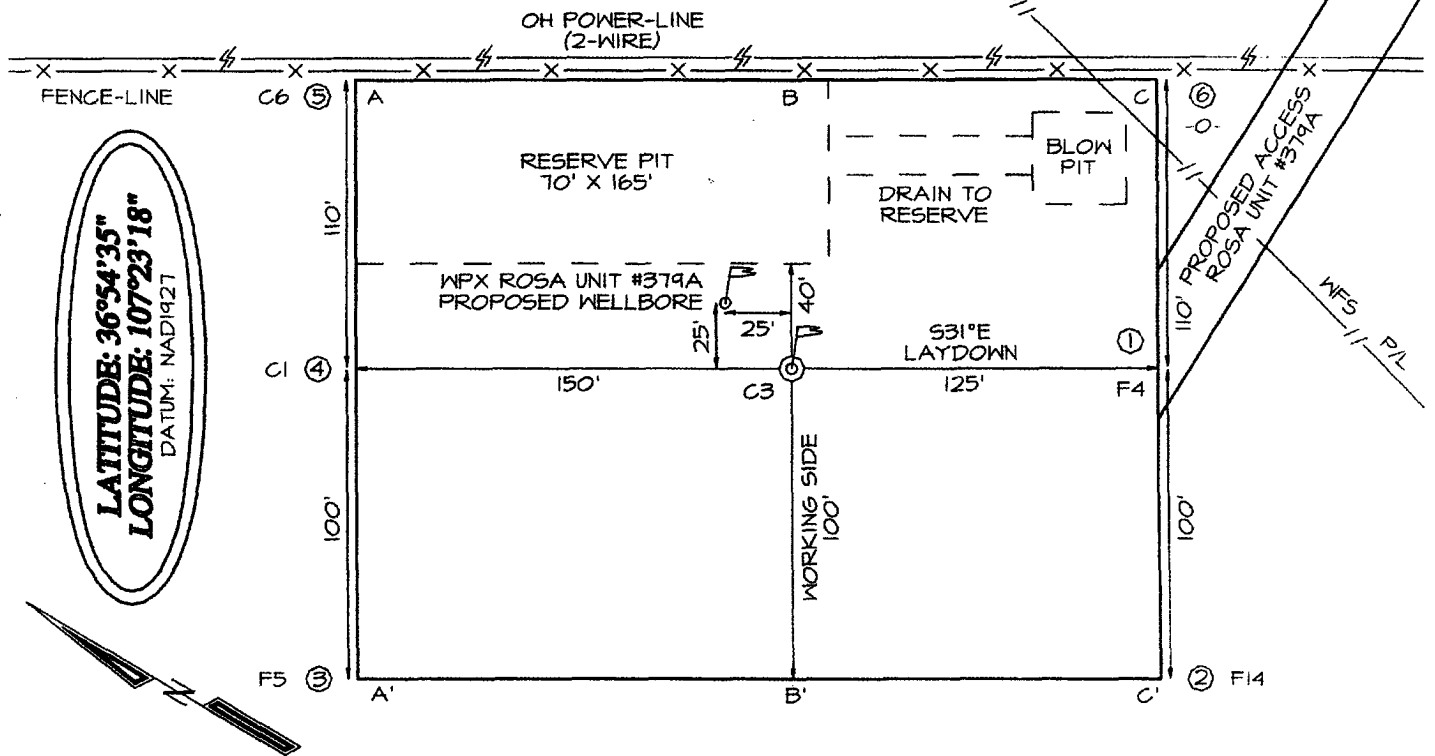 OH POWER-LINE
(2-WIRE)
FENCE-LINE
C6 5
A
B
C
6
-0-
RESERVE PIT
70' X 165'
BLOW
PIT
DRAIN TO
RESERVE
PROPOSED ACCESS
ROSA UNIT #379A
LATITUDE: 36°54'35"
LONGITUDE: 107°23'18"
DATUM: NAD1927
110'
110'
WPX ROSA UNIT #379A
PROPOSED WELLBORE
40'
25'
25'
S31°E
LAYDOWN
1
WFS P/L
C1 4
150'
C3
125'
F4
WORKING SIDE
100'
100'
100'
N
F5 3
A'
B'
C'
2 F14